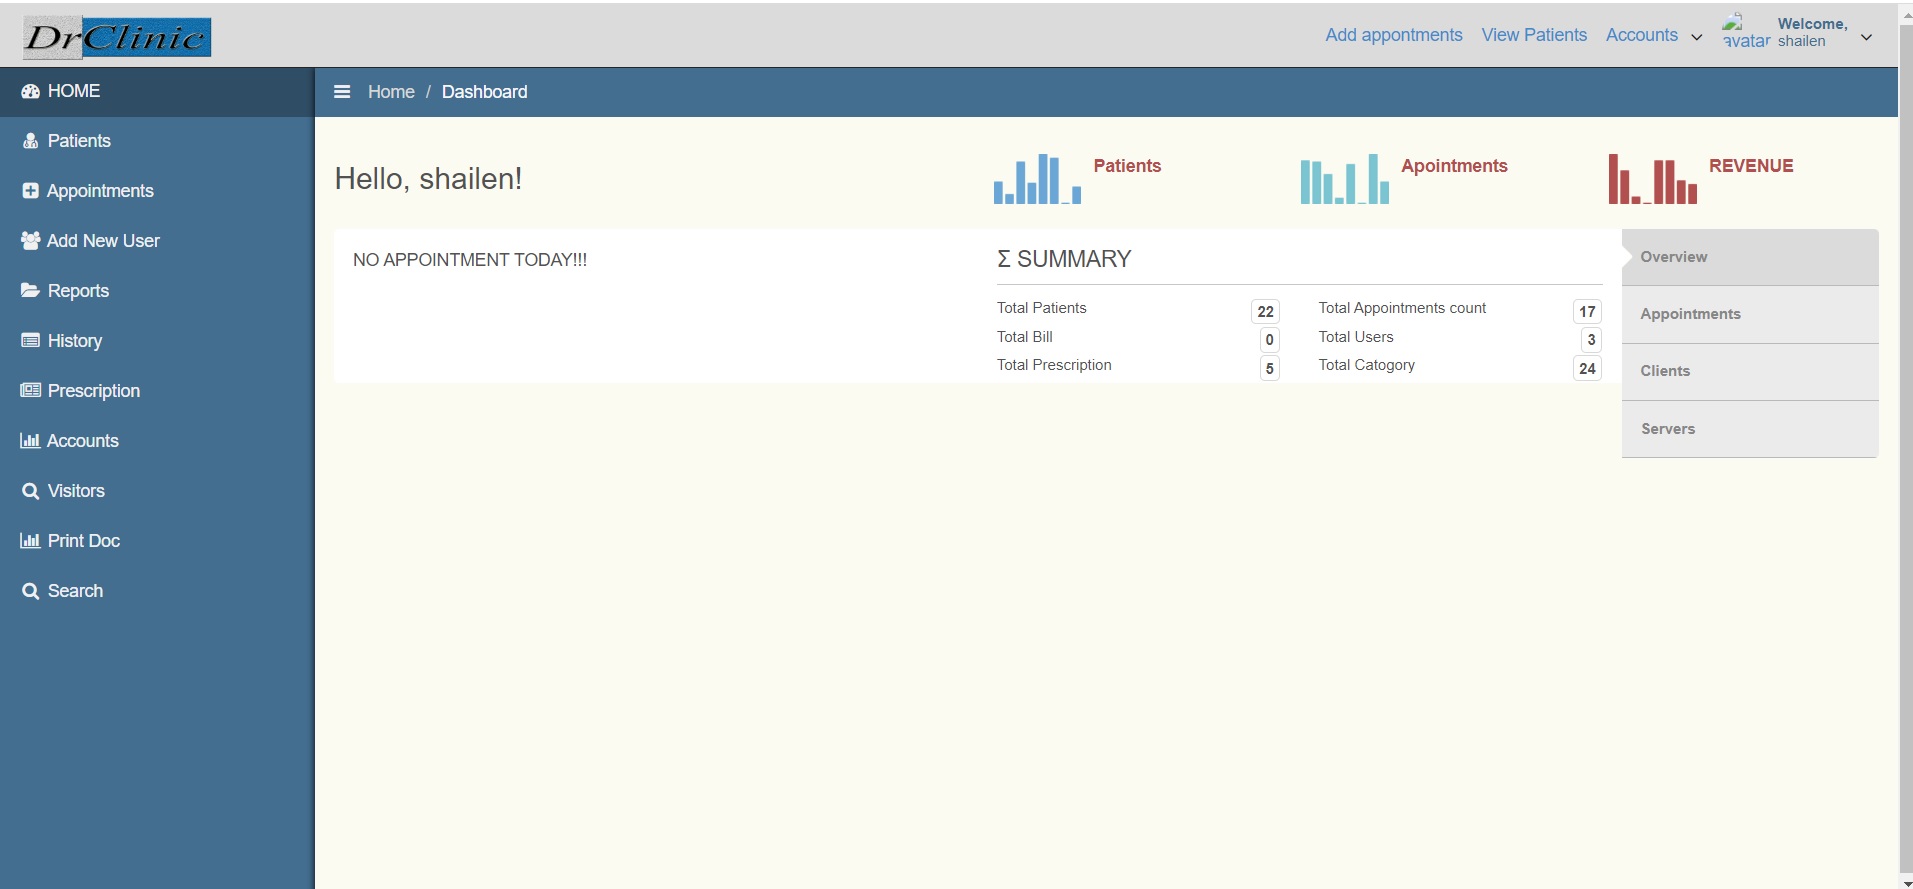 DrClinic
Add appointments View Patients Accounts avatar Welcome,
shailen
HOME
Patients
Appointments
Add New User
Reports
History
Prescription
Accounts
Visitors
Print Doc
Search
Home / Dashboard
Hello, shailen!
Patients
Apointments
REVENUE
NO APPOINTMENT TODAY!!!
Σ SUMMARY
Total Patients 22 Total Appointments count 17
Total Bill 0 Total Users 3
Total Prescription 5 Total Catogory 24
Overview
Appointments
Clients
Servers